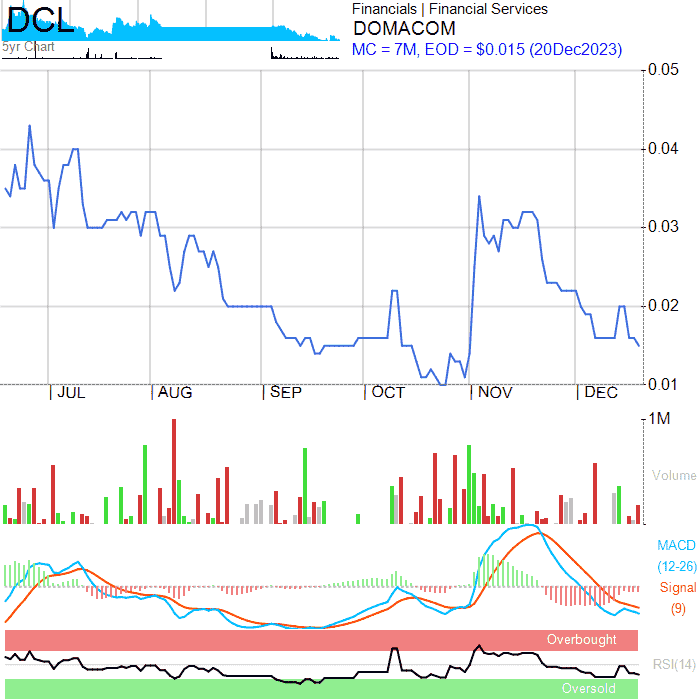 DCL
5yr Chart
Financials | Financial Services
DOMACOM
MC = 7M, EOD = $0.015 (20Dec2023)
0.05
0.04
0.03
0.02
0.01
JUL AUG SEP OCT NOV DEC
1M
Volume
MACD
(12-26)
Signal
(9)
Overbought
RSI(14)
Oversold